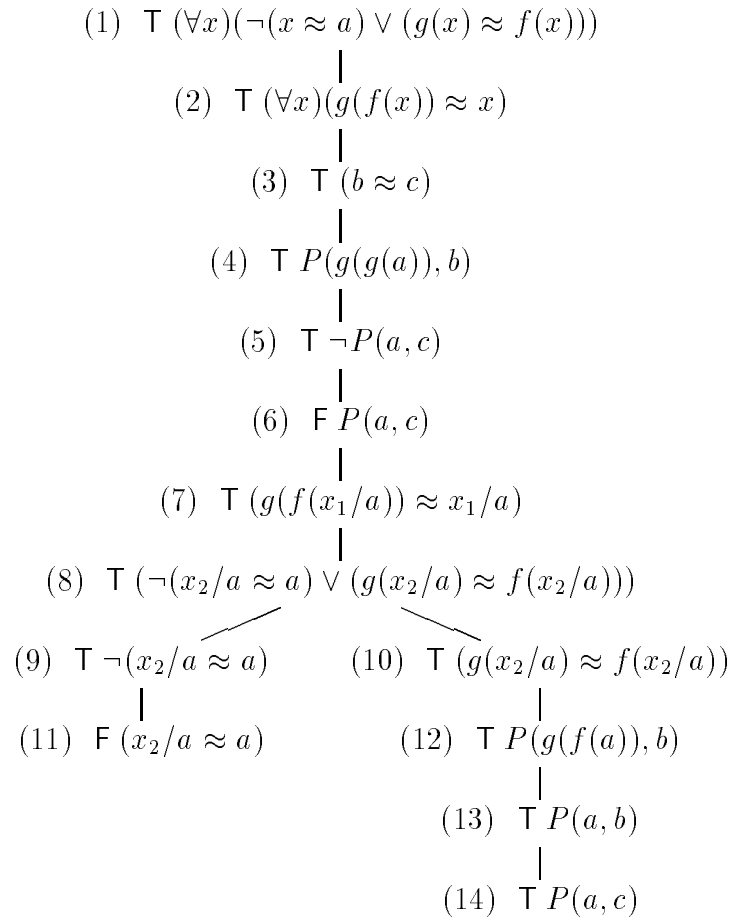 (1) T (∀x)(¬(x ≈ a) ∨ (g(x) ≈ f(x)))
(2) T (∀x)(g(f(x)) ≈ x)
(3) T (b ≈ c)
(4) T P(g(g(a)), b)
(5) T ¬P(a, c)
(6) F P(a, c)
(7) T (g(f(x₁/a)) ≈ x₁/a)
(8) T (¬(x₂/a ≈ a) ∨ (g(x₂/a) ≈ f(x₂/a)))
(9) T ¬(x₂/a ≈ a) (10) T (g(x₂/a) ≈ f(x₂/a))
(11) F (x₂/a ≈ a) (12) T P(g(f(a)), b)
(13) T P(a, b)
(14) T P(a, c)